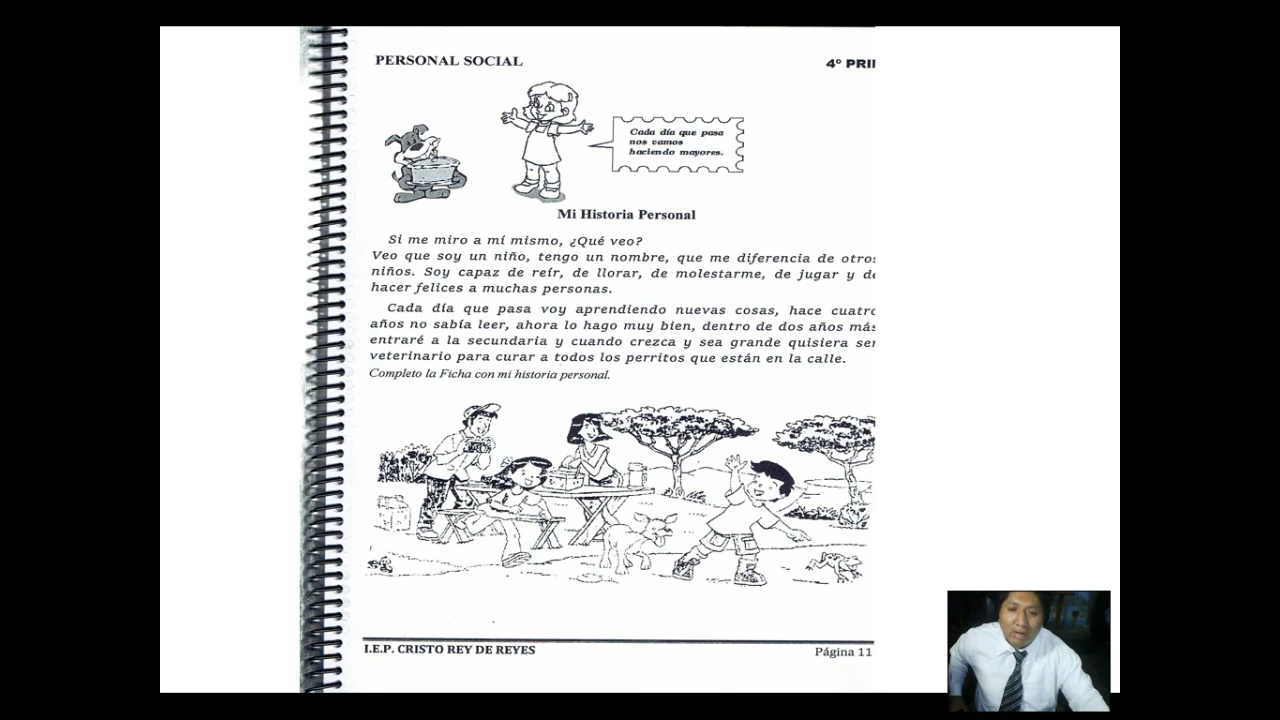 PERSONAL SOCIAL
4º PRI
Cada día que pasa
nos vamos
haciendo mayores.
Mi Historia Personal
Si me miro a mí mismo, ¿Qué veo?
Veo que soy un niño, tengo un nombre, que me diferencia de otros
niños. Soy capaz de reír, de llorar, de molestarme, de jugar y de
hacer felices a muchas personas.
Cada día que pasa voy aprendiendo nuevas cosas, hace cuatro
años no sabía leer, ahora lo hago muy bien, dentro de dos años más
entraré a la secundaria y cuando crezca y sea grande quisiera ser
veterinario para curar a todos los perritos que están en la calle.
Completo la Ficha con mi historia personal.
I.E.P. CRISTO REY DE REYES
Página 11